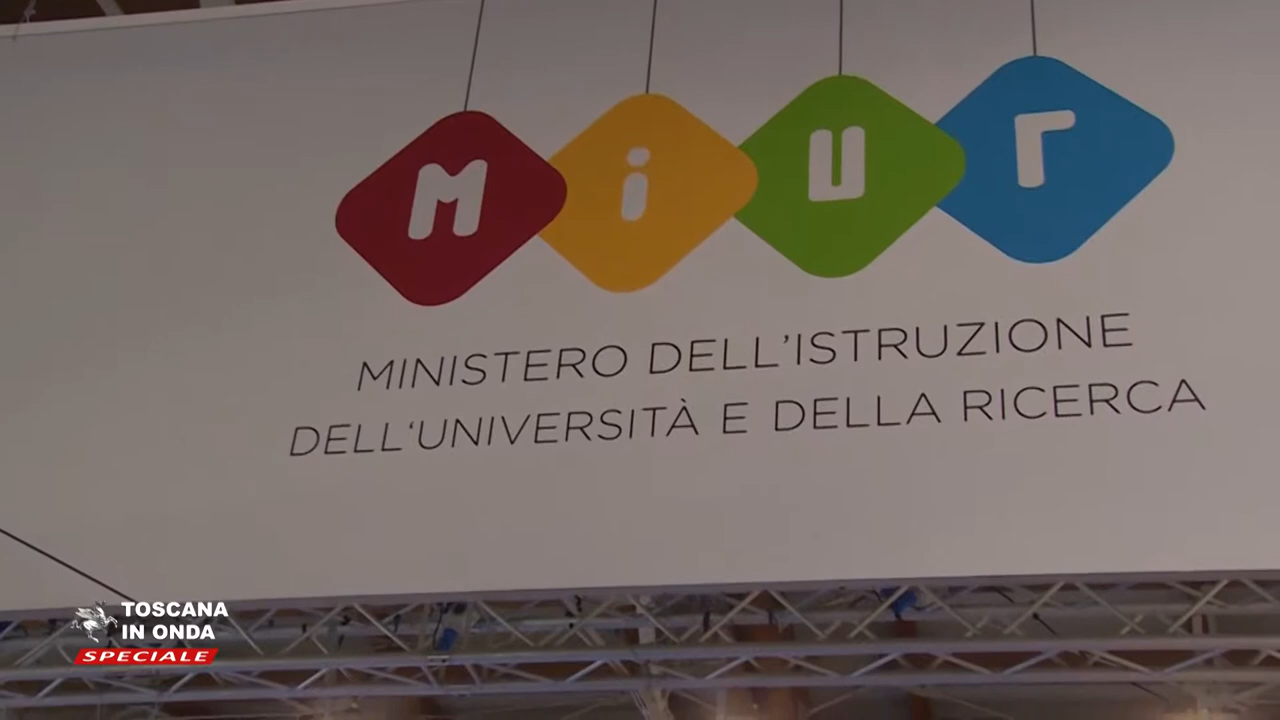 Miur
MINISTERO DELL'ISTRUZIONE
DELL'UNIVERSITÀ E DELLA RICERCA
TOSCANA
IN ONDA
SPECIALE